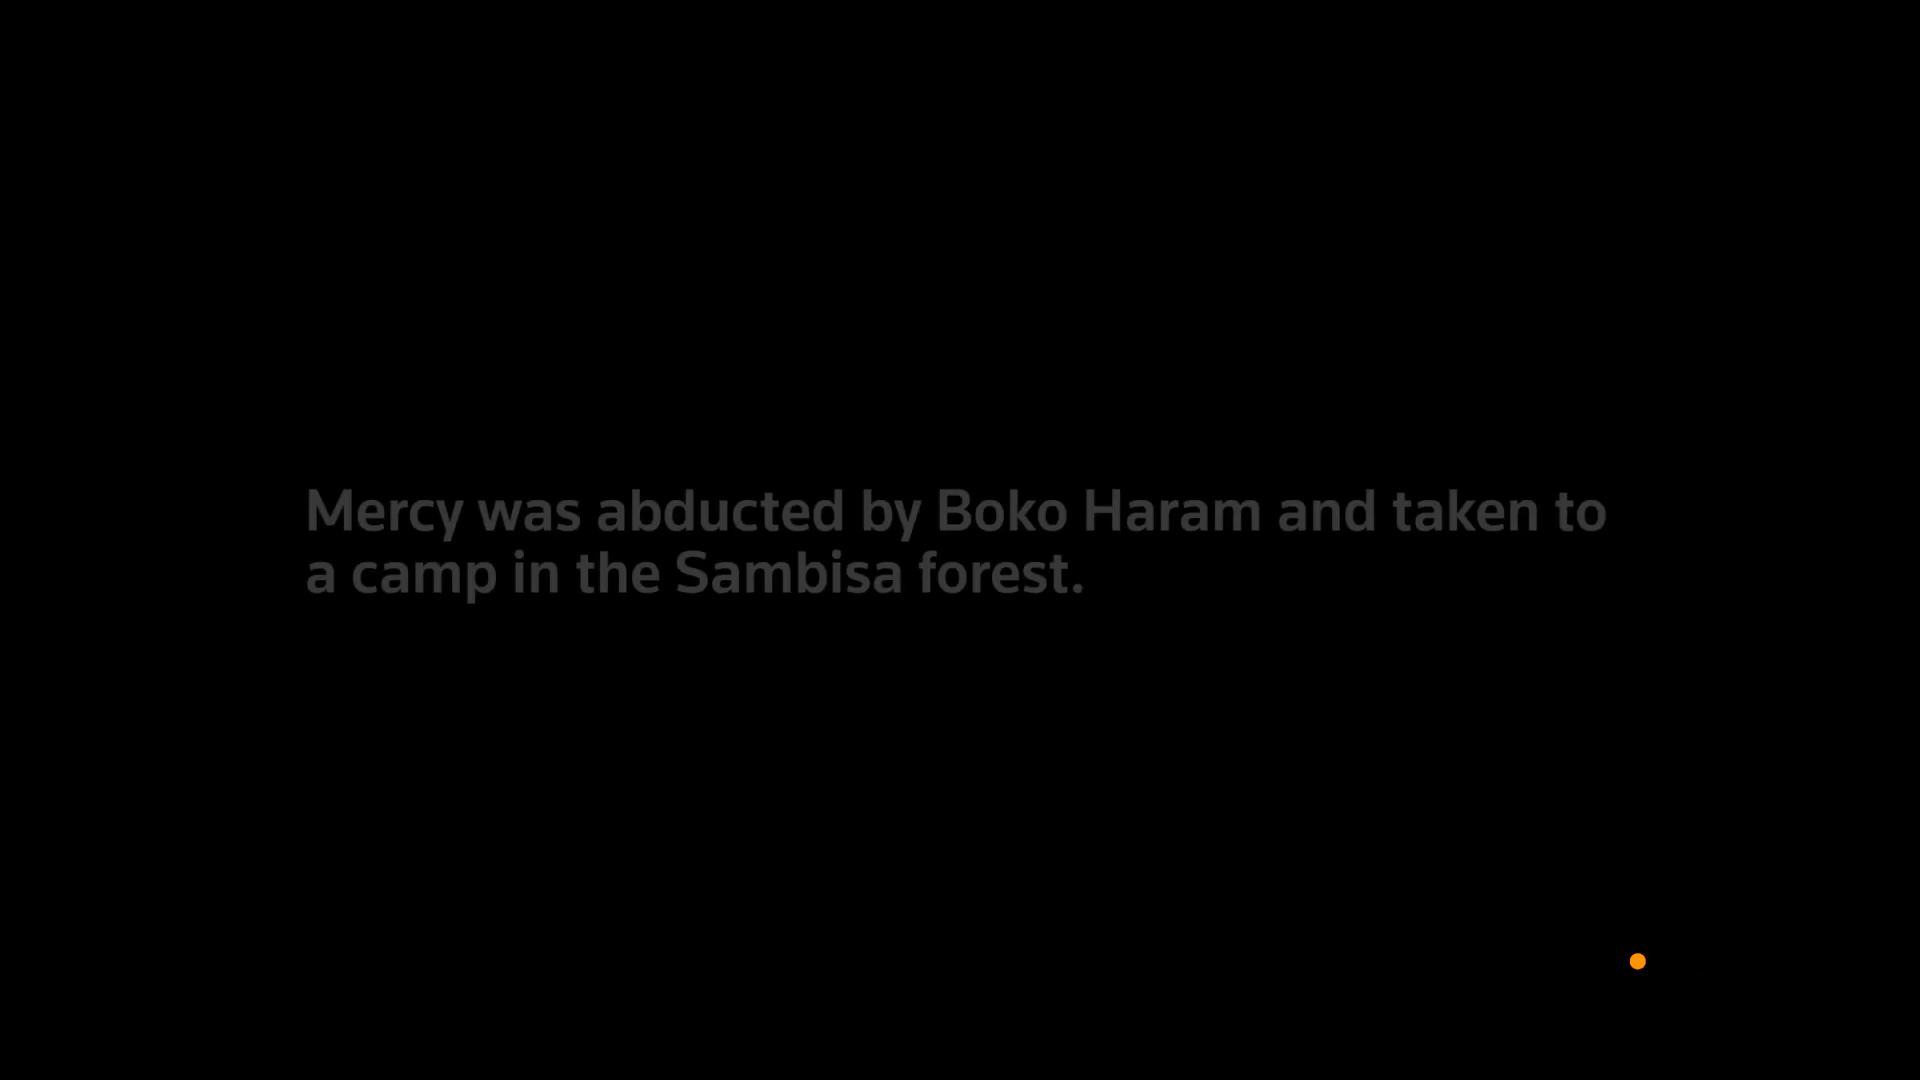 Mercy was abducted by Boko Haram and taken to
a camp in the Sambisa forest.